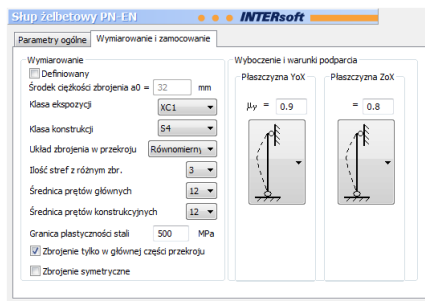 Słup żelbetowy PN-EN
INTERsoft
Parametry ogólne
Wymiarowanie i zamocowanie
Wymiarowanie
Definiowany
Środek ciężkości zbrojenia a0 = 32 mm
Klasa ekspozycji XC1
Klasa konstrukcji S4
Układ zbrojenia w przekroju Równomierny
Ilość stref z różnym zbr. 3
Średnica prętów głównych 12
Średnica prętów konstrukcyjnych 12
Granica plastyczności stali 500 MPa
Zbrojenie tylko w głównej części przekroju
Zbrojenie symetryczne
Wyboczenie i warunki podparcia
Płaszczyzna YoX
μy = 0.9
Płaszczyzna ZoX
= 0.8